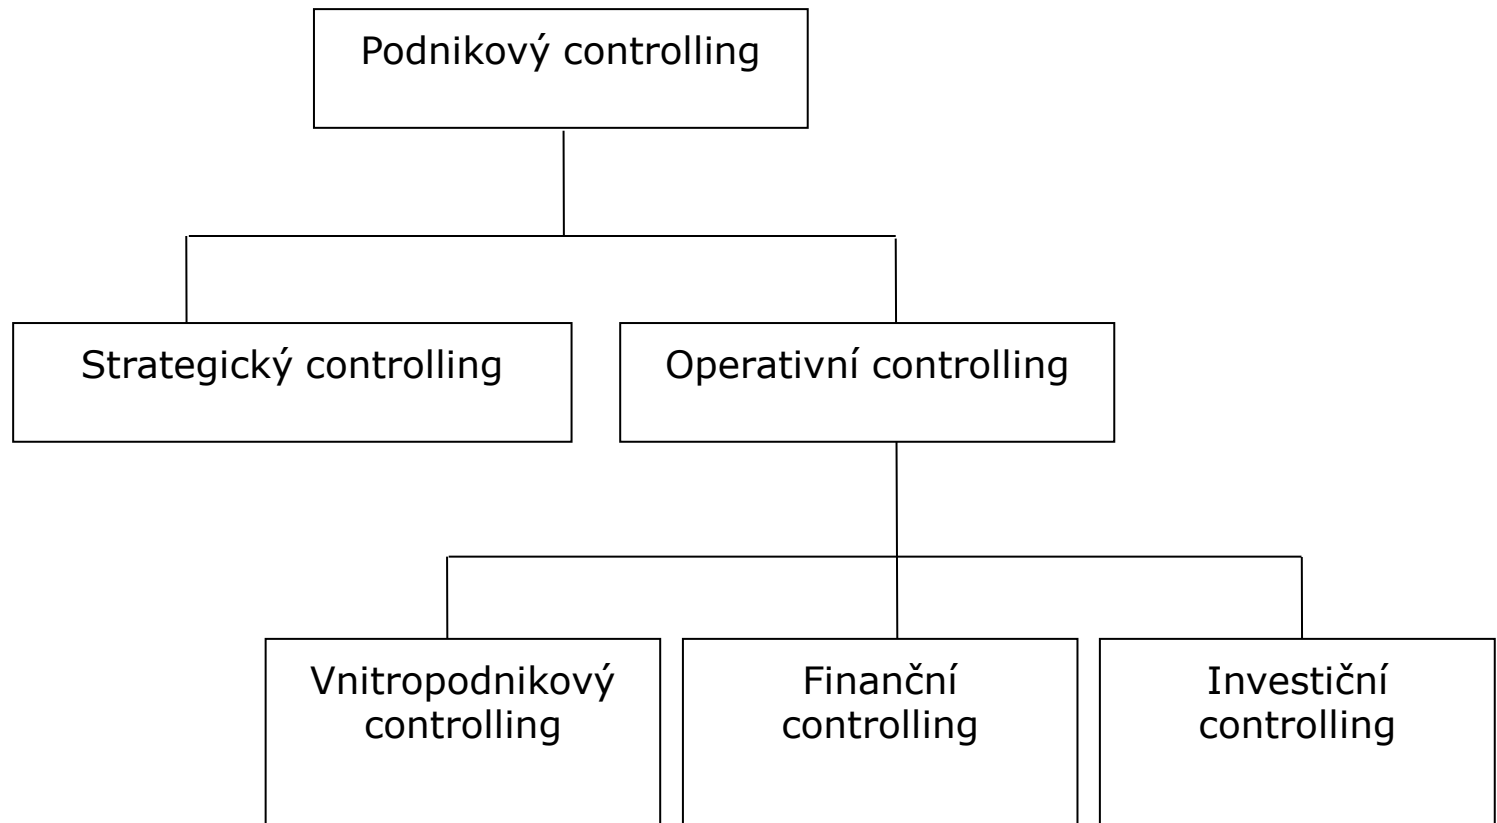 Podnikový controlling
Strategický controlling
Operativní controlling
Vnitropodnikový
controlling
Finanční
controlling
Investiční
controlling